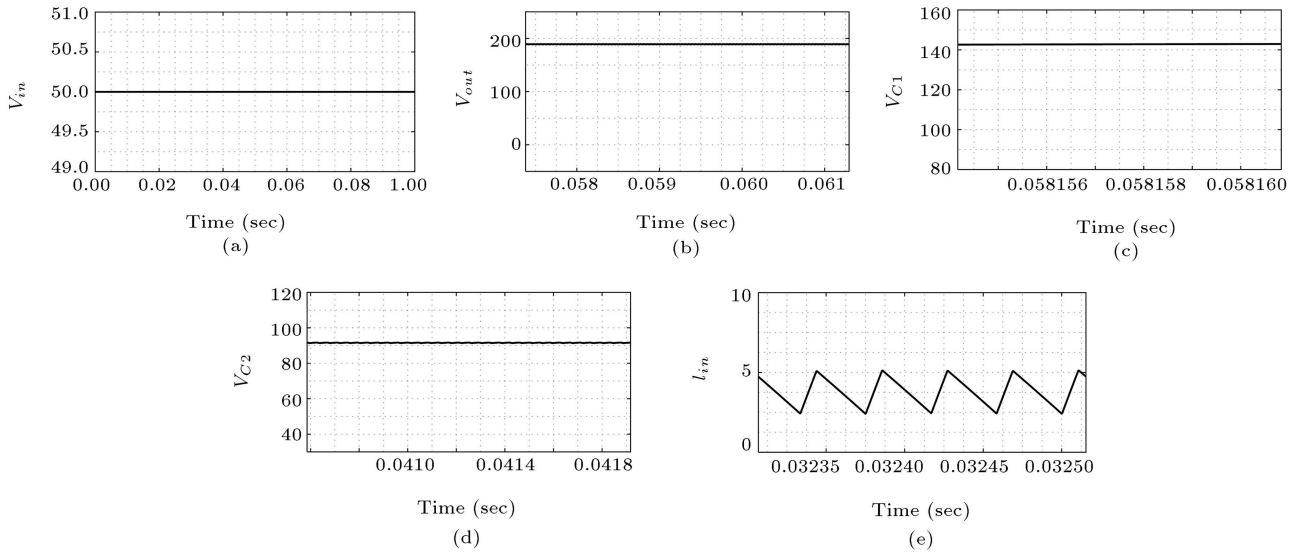 51.0
50.5
50.0
49.5
49.0
V_in
0.00 0.02 0.04 0.06 0.08 1.00
Time (sec)
(a)
200
100
0
V_out
0.058 0.059 0.060 0.061
Time (sec)
(b)
160
140
120
100
80
V_C1
0.058156 0.058158 0.058160
Time (sec)
(c)
120
100
80
60
40
V_C2
0.0410 0.0414 0.0418
Time (sec)
(d)
10
5
0
l_in
0.03235 0.03240 0.03245 0.03250
Time (sec)
(e)